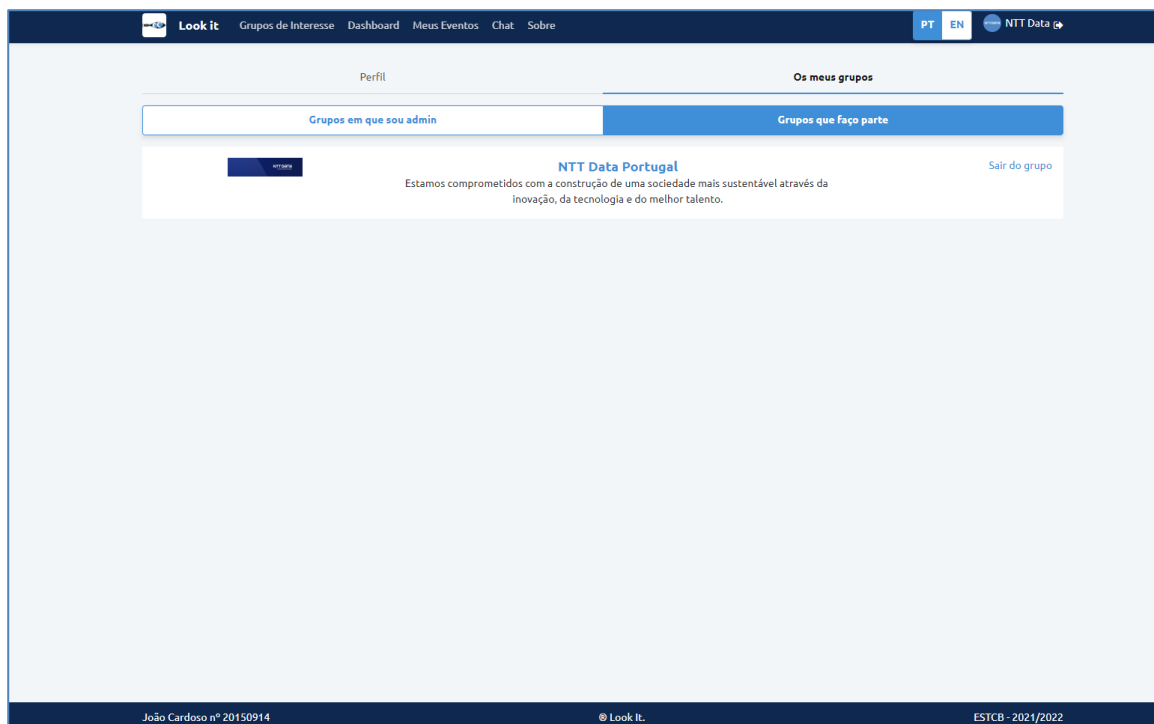 Look it Grupos de Interesse Dashboard Meus Eventos Chat Sobre PT EN NTT Data
Perfil Os meus grupos
Grupos em que sou admin Grupos que faço parte
NTT Data
NTT Data Portugal Sair do grupo
Estamos comprometidos com a construção de uma sociedade mais sustentável através da
inovação, da tecnologia e do melhor talento.
João Cardoso nº 20150914 ® Look It. ESTCB - 2021/2022